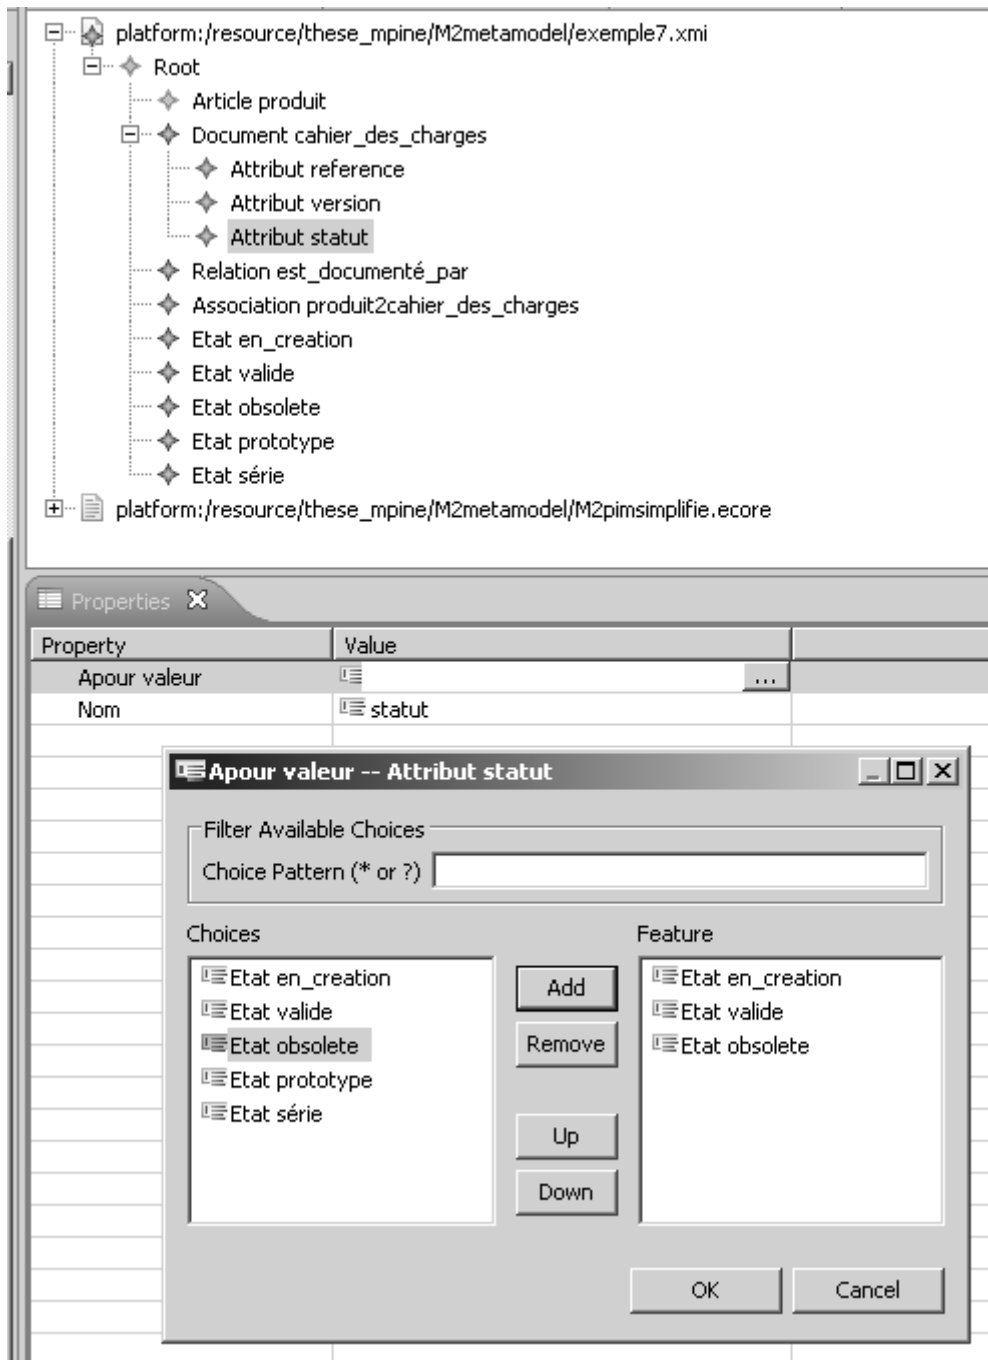 platform:/resource/these_mpine/M2metamodel/exemple7.xmi
Root
Article produit
Document cahier_des_charges
Attribut reference
Attribut version
Attribut statut
Relation est_documenté_par
Association produit2cahier_des_charges
Etat en_creation
Etat valide
Etat obsolete
Etat prototype
Etat série
platform:/resource/these_mpine/M2metamodel/M2pimsimplifie.ecore
Properties
Property Value
Apour valeur ...
Nom statut
Apour valeur -- Attribut statut
Filter Available Choices
Choice Pattern (* or ?)
Choices Feature
Etat en_creation Add Etat en_creation
Etat valide Etat valide
Etat obsolete Remove Etat obsolete
Etat prototype
Etat série
Up
Down
OK Cancel